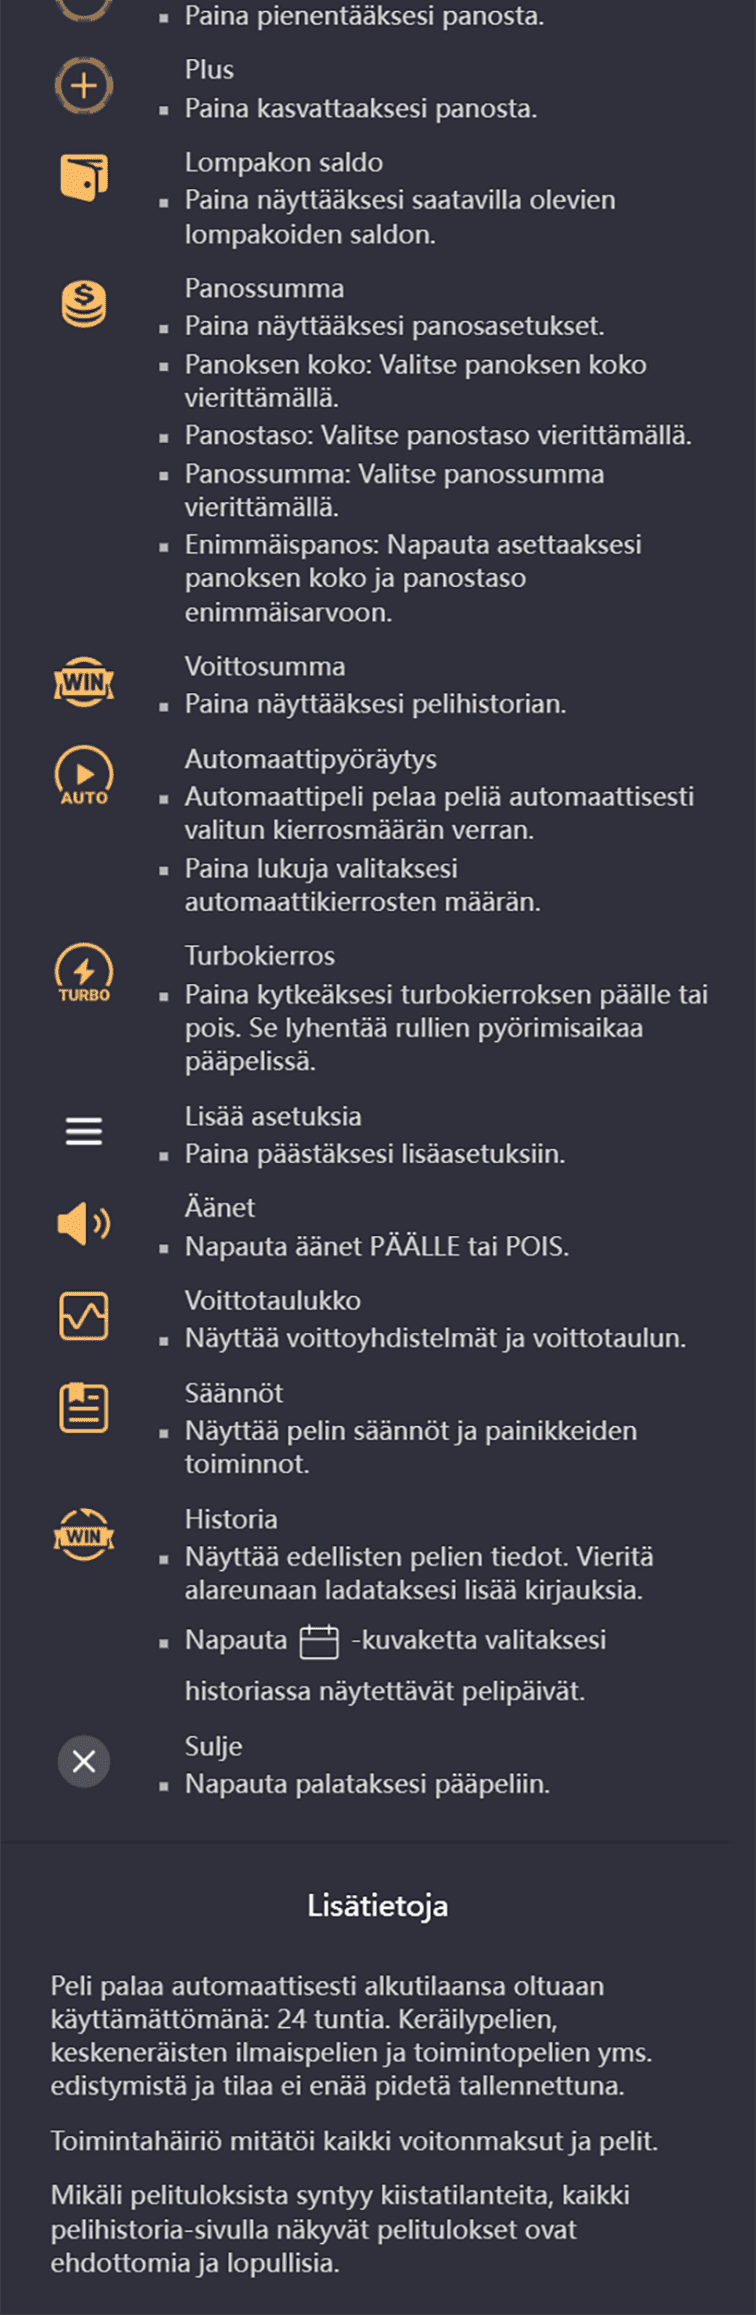 Paina pienentääksesi panosta.
Plus
Paina kasvattaaksesi panosta.
Lompakon saldo
Paina näyttääksesi saatavilla olevien
lompakoiden saldon.
$
Panossumma
Paina näyttääksesi panosasetukset.
Panoksen koko: Valitse panoksen koko
vierittämällä.
Panostaso: Valitse panostaso vierittämällä.
Panossumma: Valitse panossumma
vierittämällä.
Enimmäispanos: Napauta asettaaksesi
panoksen koko ja panostaso
enimmäisarvoon.
WIN
Voittosumma
Paina näyttääksesi pelihistorian.
AUTO
Automaattipyöräytys
Automaattipeli pelaa peliä automaattisesti
valitun kierrosmäärän verran.
Paina lukuja valitaksesi
automaattikierrosten määrän.
TURBO
Turbokierros
Paina kytkeäksesi turbokierroksen päälle tai
pois. Se lyhentää rullien pyörimisaikaa
pääpelissä.
Lisää asetuksia
Paina päästäksesi lisäasetuksiin.
Äänet
Napauta äänet PÄÄLLE tai POIS.
Voittotaulukko
Näyttää voittoyhdistelmät ja voittotaulun.
Säännöt
Näyttää pelin säännöt ja painikkeiden
toiminnot.
WIN
Historia
Näyttää edellisten pelien tiedot. Vieritä
alareunaan ladataksesi lisää kirjauksia.
Napauta -kuvaketta valitaksesi
historiassa näytettävät pelipäivät.
Sulje
Napauta palataksesi pääpeliin.
Lisätietoja
Peli palaa automaattisesti alkutilaansa oltuaan
käyttämättömänä: 24 tuntia. Keräilypelien,
keskeneräisten ilmaispelien ja toimintopelien yms.
edistymistä ja tilaa ei enää pidetä tallennettuna.
Toimintahäiriö mitätöi kaikki voitonmaksut ja pelit.
Mikäli pelituloksista syntyy kiistatilanteita, kaikki
pelihistoria-sivulla näkyvät pelitulokset ovat
ehdottomia ja lopullisia.